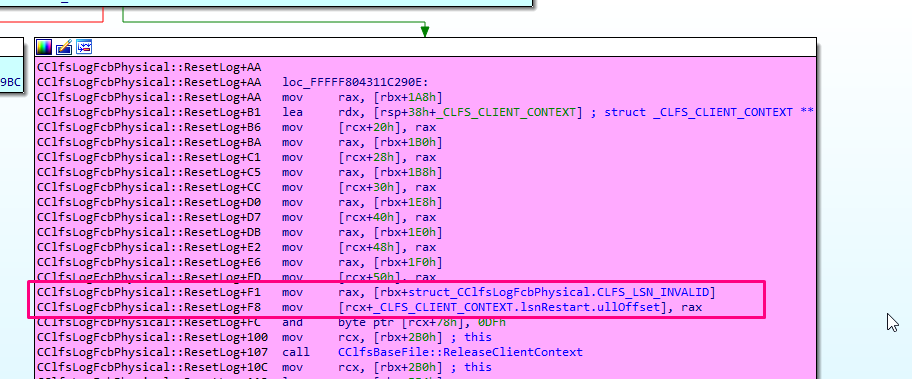 9BC
CClfsLogFcbPhysical::ResetLog+AA
CClfsLogFcbPhysical::ResetLog+AA loc_FFFFF804311C290E:
CClfsLogFcbPhysical::ResetLog+AA mov rax, [rbx+1A8h]
CClfsLogFcbPhysical::ResetLog+B1 lea rdx, [rsp+38h+_CLFS_CLIENT_CONTEXT] ; struct _CLFS_CLIENT_CONTEXT **
CClfsLogFcbPhysical::ResetLog+B6 mov [rcx+20h], rax
CClfsLogFcbPhysical::ResetLog+BA mov rax, [rbx+1B0h]
CClfsLogFcbPhysical::ResetLog+C1 mov [rcx+28h], rax
CClfsLogFcbPhysical::ResetLog+C5 mov rax, [rbx+1B8h]
CClfsLogFcbPhysical::ResetLog+CC mov [rcx+30h], rax
CClfsLogFcbPhysical::ResetLog+D0 mov rax, [rbx+1E8h]
CClfsLogFcbPhysical::ResetLog+D7 mov [rcx+40h], rax
CClfsLogFcbPhysical::ResetLog+DB mov rax, [rbx+1E0h]
CClfsLogFcbPhysical::ResetLog+E2 mov [rcx+48h], rax
CClfsLogFcbPhysical::ResetLog+E6 mov rax, [rbx+1F0h]
CClfsLogFcbPhysical::ResetLog+ED mov [rcx+50h], rax
CClfsLogFcbPhysical::ResetLog+F1 mov rax, [rbx+struct_CClfsLogFcbPhysical.CLFS_LSN_INVALID]
CClfsLogFcbPhysical::ResetLog+F8 mov [rcx+_CLFS_CLIENT_CONTEXT.lsnRestart.ullOffset], rax
CClfsLogFcbPhysical::ResetLog+FC and byte ptr [rcx+78h], 0DFh
CClfsLogFcbPhysical::ResetLog+100 mov rcx, [rbx+2B0h] ; this
CClfsLogFcbPhysical::ResetLog+107 call CClfsBaseFile::ReleaseClientContext
CClfsLogFcbPhysical::ResetLog+10C mov rcx, [rbx+2B0h] ; this